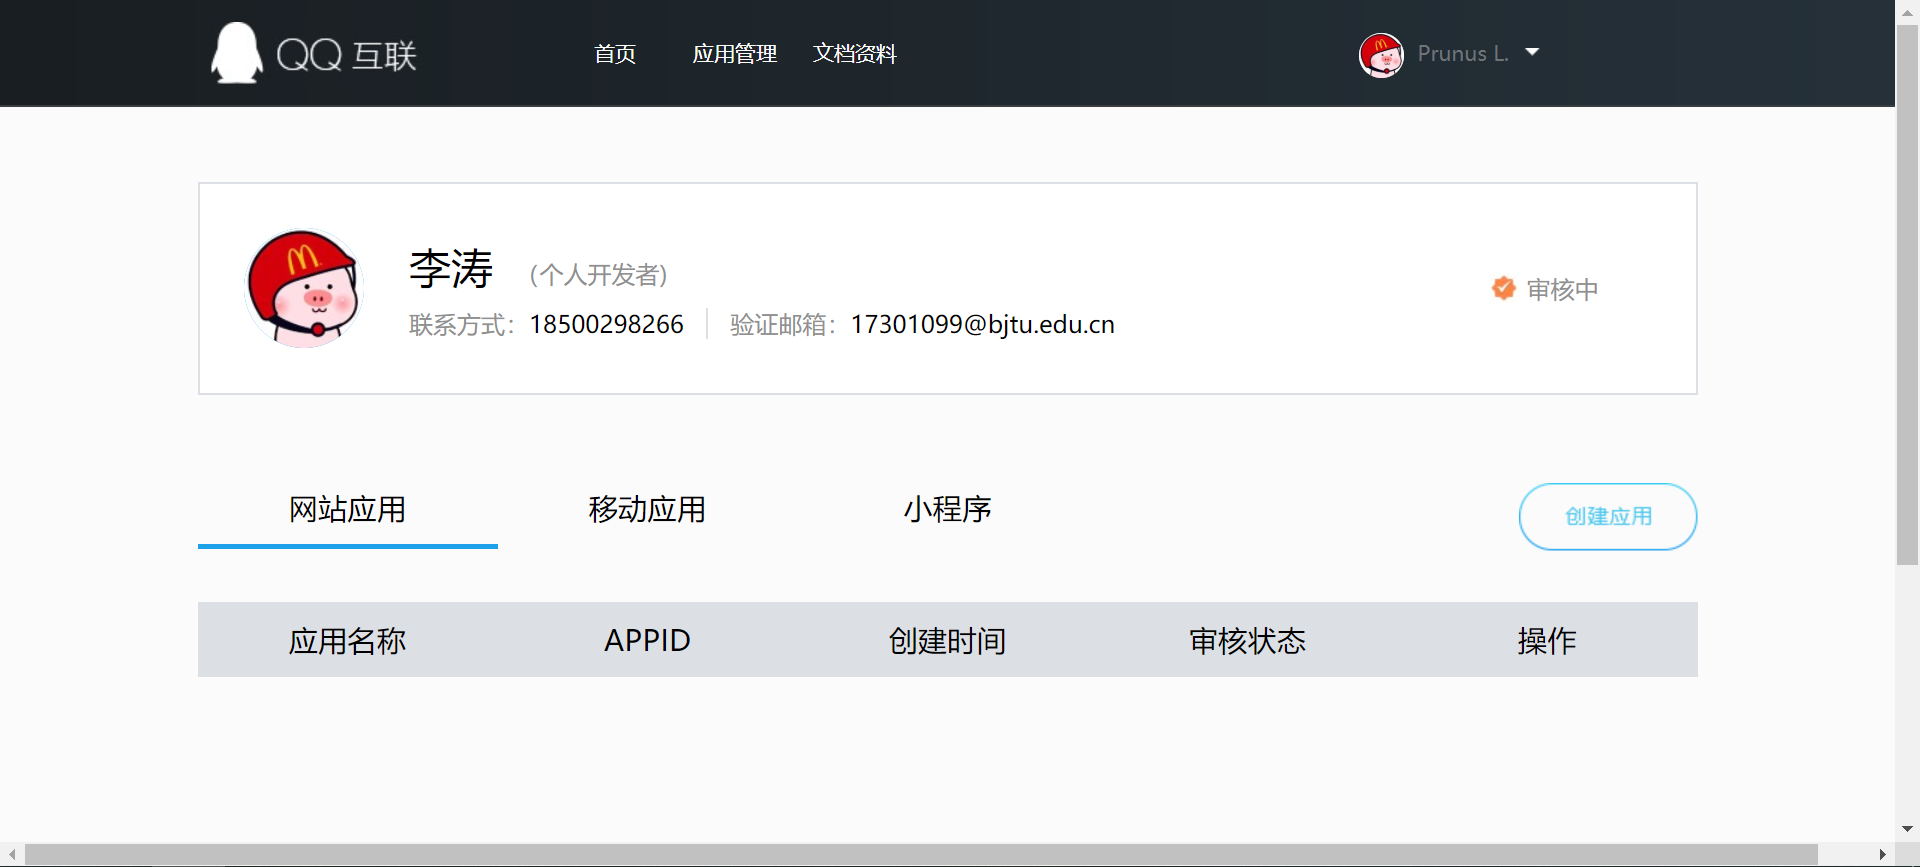 QQ 互联
首页 应用管理 文档资料
Prunus L.
李涛 (个人开发者)
联系方式： 18500298266 验证邮箱： 17301099@bjtu.edu.cn
审核中
网站应用 移动应用 小程序
创建应用
应用名称 APPID 创建时间 审核状态 操作